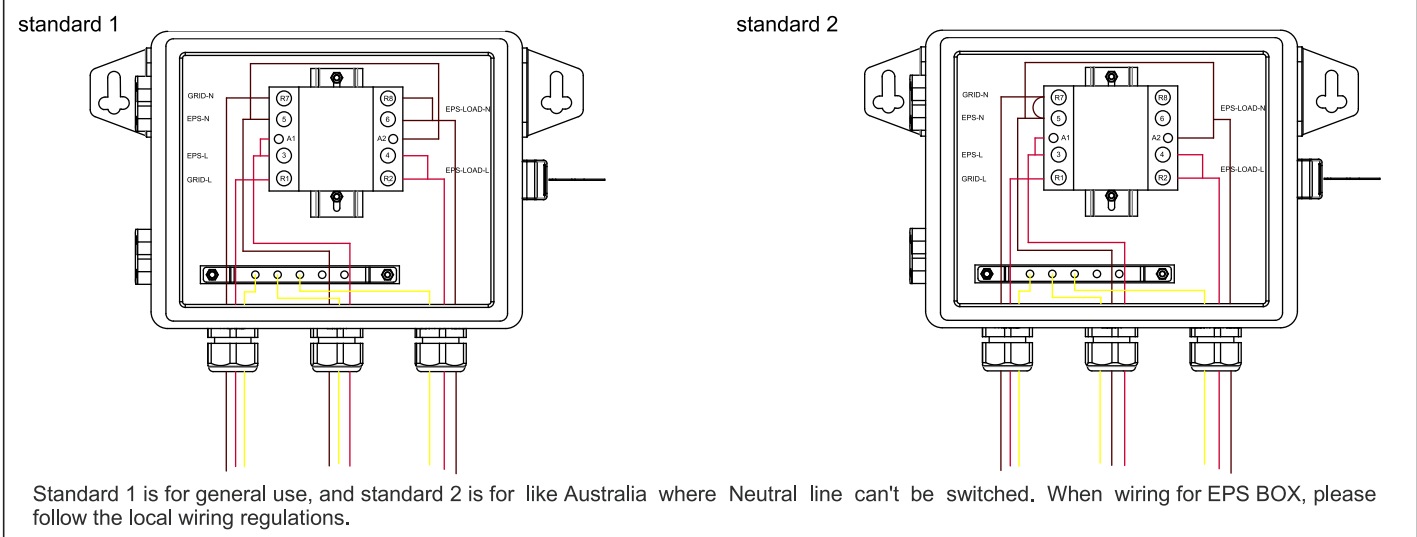 standard 1
standard 2
GRID-N
EPS-N
EPS-L
GRID-L
R7
5
A1
3
R1
R8
6
A2
4
R2
EPS-LOAD-N
EPS-LOAD-L
GRID-N
EPS-N
EPS-L
GRID-L
R7
5
A1
3
R1
R8
6
A2
4
R2
EPS-LOAD-N
EPS-LOAD-L
Standard 1 is for general use, and standard 2 is for like Australia where Neutral line can't be switched. When wiring for EPS BOX, please
follow the local wiring regulations.